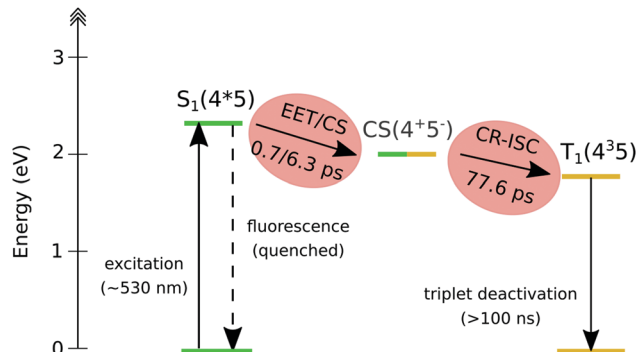 3
2
1
0
Energy (eV)
S₁(4*5)
EET/CS
0.7/6.3 ps
CS(4⁺5⁻)
CR-ISC
77.6 ps
T₁(4³5)
fluorescence
(quenched)
excitation
(~530 nm)
triplet deactivation
(>100 ns)